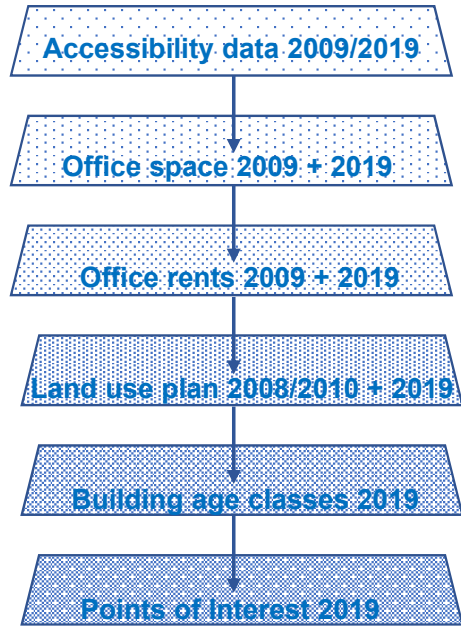 Accessibility data 2009/2019
Office space 2009 + 2019
Office rents 2009 + 2019
Land use plan 2008/2010 + 2019
Building age classes 2019
Points of Interest 2019